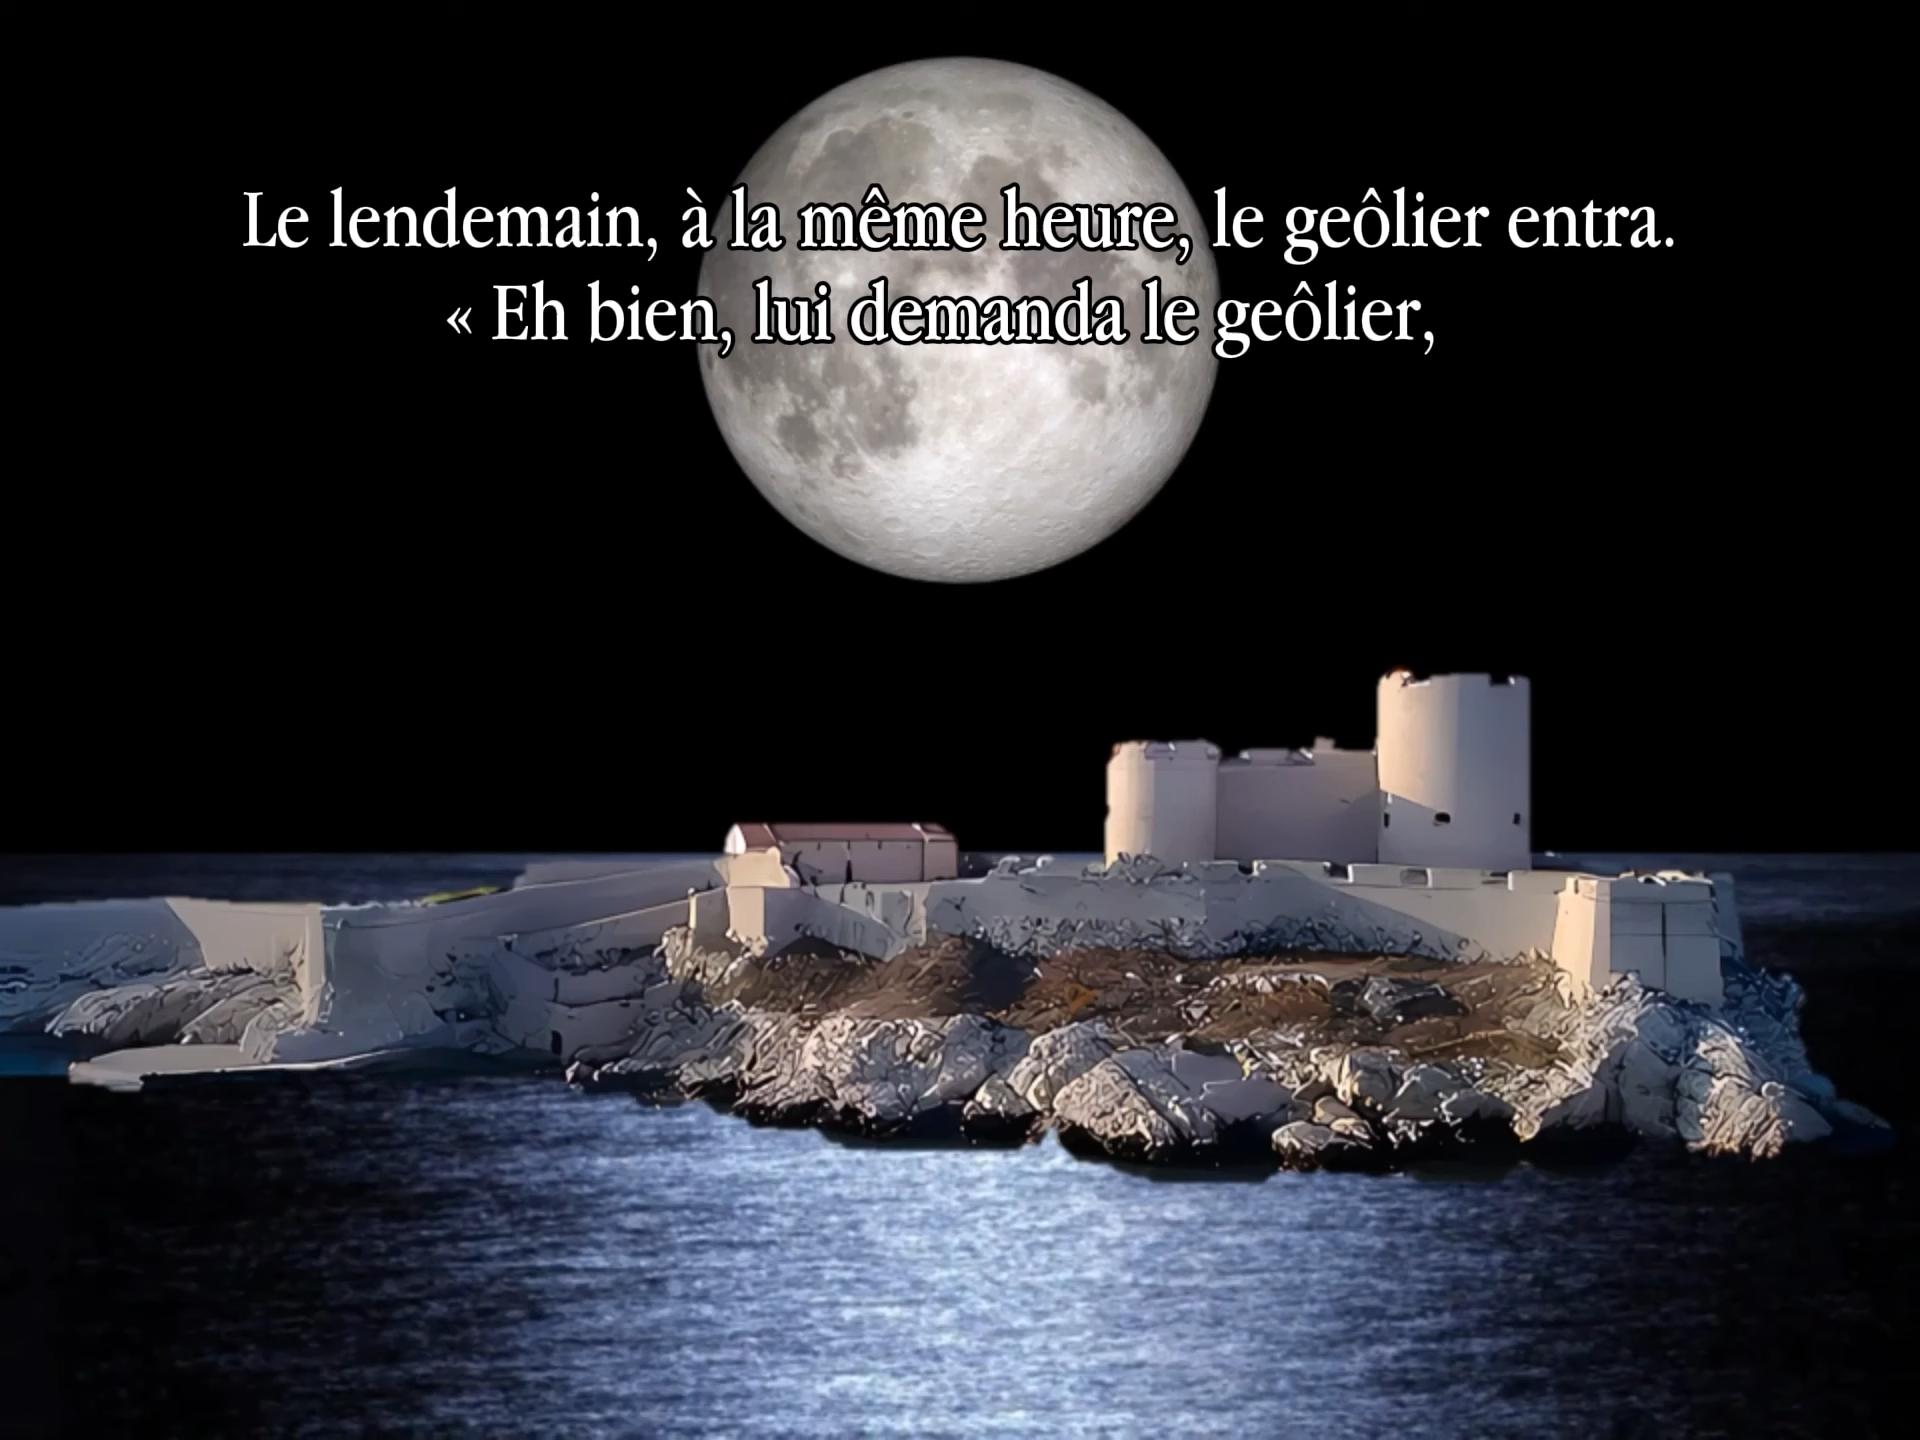 Le lendemain, à la même heure, le geôlier entra.
« Eh bien, lui demanda le geôlier,